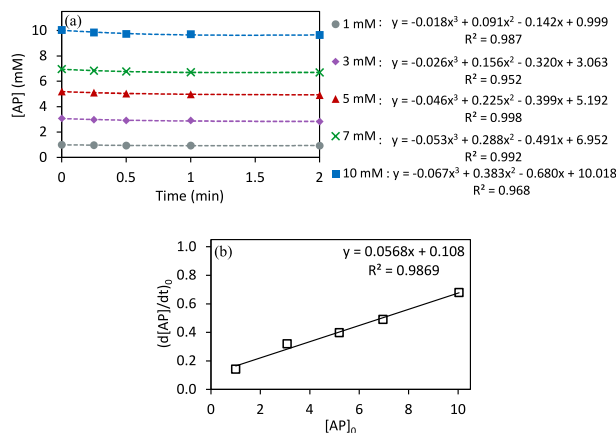 (a)
12
10
8
6
4
2
0
[AP] (mM)
0 0.5 1 1.5 2
Time (min)
1 mM : y = -0.018x³ + 0.091x² - 0.142x + 0.999
R² = 0.987
3 mM : y = -0.026x³ + 0.156x² - 0.320x + 3.063
R² = 0.952
5 mM : y = -0.046x³ + 0.225x² - 0.399x + 5.192
R² = 0.998
7 mM : y = -0.053x³ + 0.288x² - 0.491x + 6.952
R² = 0.992
10 mM : y = -0.067x³ + 0.383x² - 0.680x + 10.018
R² = 0.968
(b)
y = 0.0568x + 0.108
R² = 0.9869
1.0
0.8
0.6
0.4
0.2
0.0
(d[AP]/dt)₀
0 2 4 6 8 10
[AP]₀